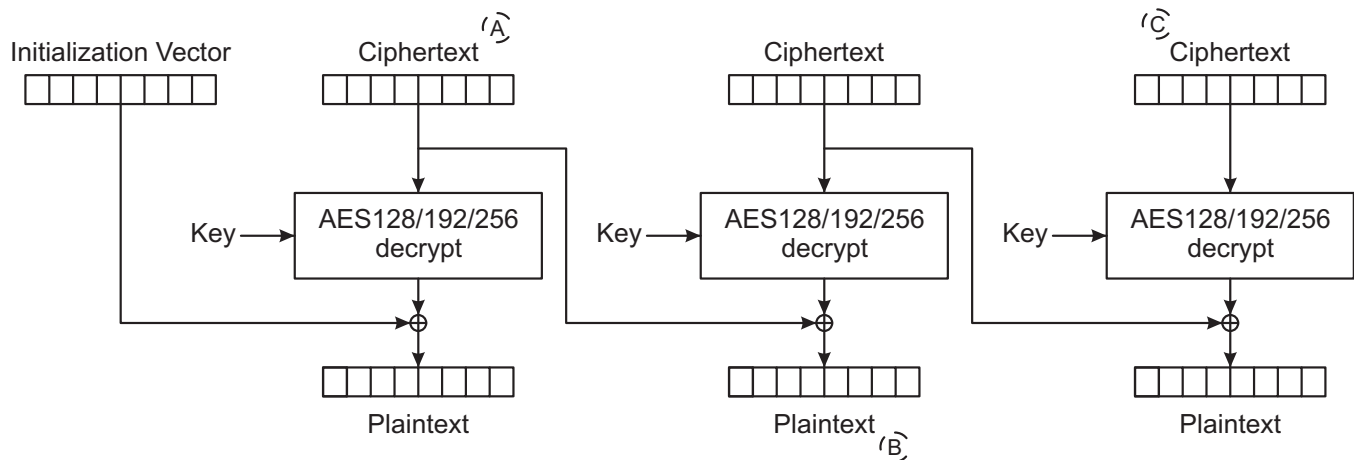 A
C
Initialization Vector
Ciphertext
Ciphertext
Ciphertext
Key
AES128/192/256
decrypt
Key
AES128/192/256
decrypt
Key
AES128/192/256
decrypt
Plaintext
Plaintext
Plaintext
B